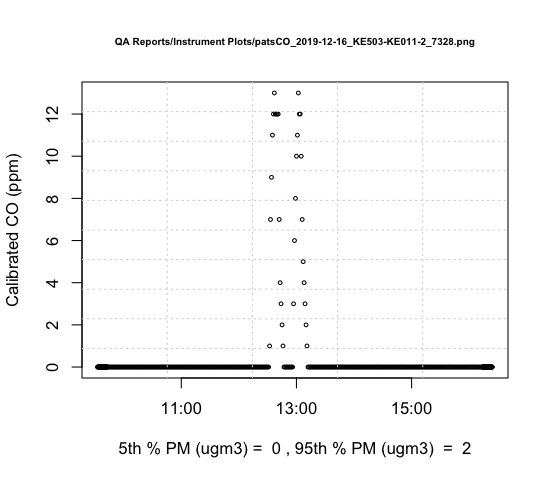 QA Reports/Instrument Plots/patsCO_2019-12-16_KE503-KE011-2_7328.png
Calibrated CO (ppm)
12
10
8
6
4
2
0
11:00 13:00 15:00
5th % PM (ugm3) = 0 , 95th % PM (ugm3) = 2